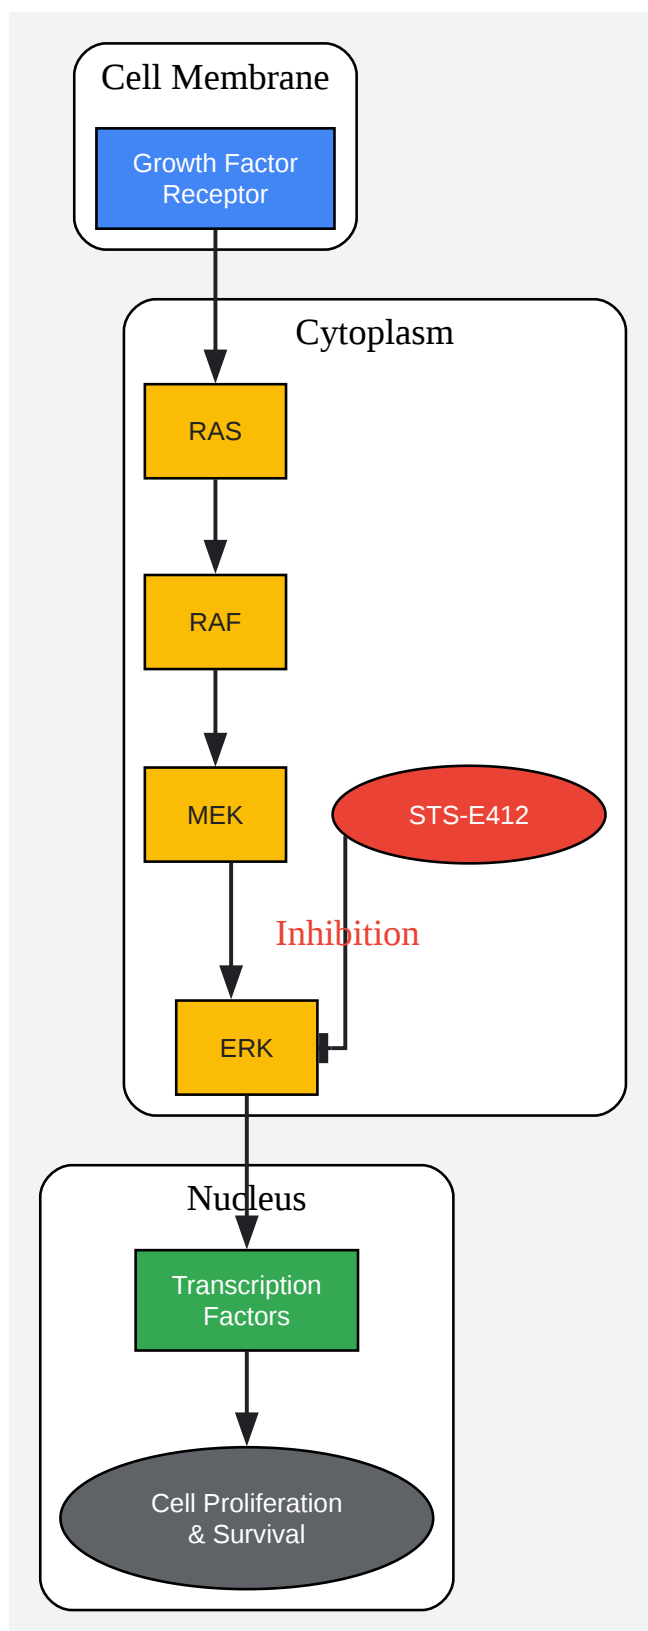 Cell Membrane
Growth Factor
Receptor
Cytoplasm
RAS
RAF
MEK
STS-E412
Inhibition
ERK
Nucleus
Transcription
Factors
Cell Proliferation
& Survival